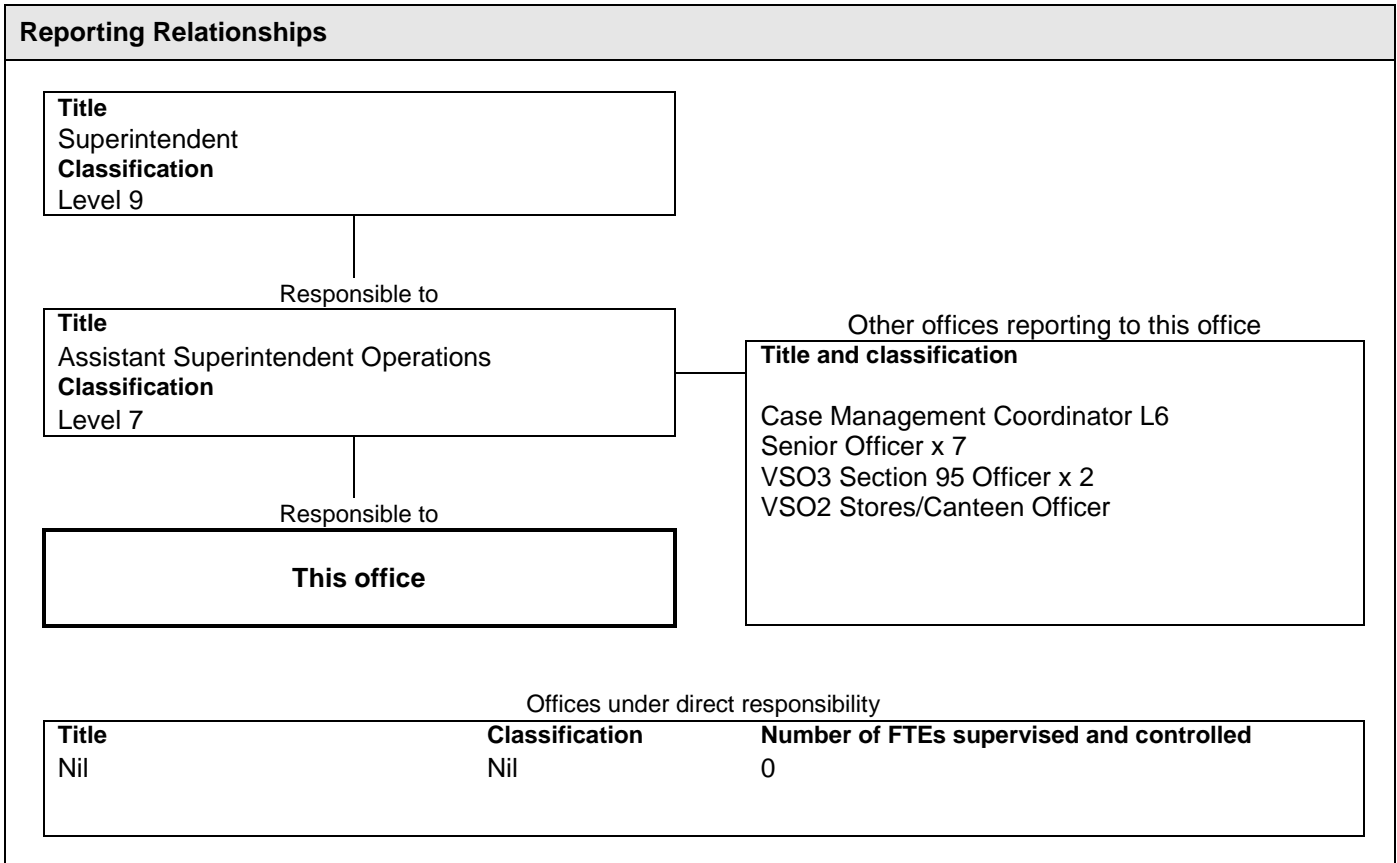 Reporting Relationships
Title
Superintendent
Classification
Level 9
Responsible to
Title
Assistant Superintendent Operations
Classification
Level 7
Other offices reporting to this office
Title and classification
Case Management Coordinator L6
Senior Officer x 7
VSO3 Section 95 Officer x 2
VSO2 Stores/Canteen Officer
Responsible to
This office
Offices under direct responsibility
Title Classification Number of FTEs supervised and controlled
Nil Nil 0